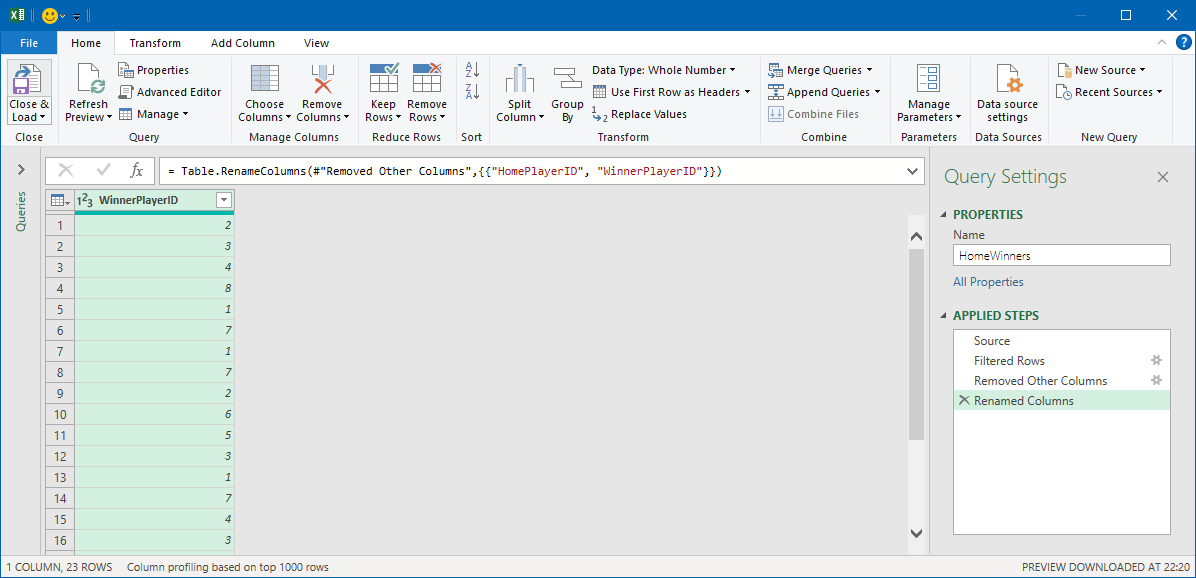 File Home Transform Add Column View
Close & Load
Close
Refresh Preview
Properties
Advanced Editor
Manage
Query
Choose Columns
Remove Columns
Manage Columns
Keep Rows
Remove Rows
Reduce Rows
Sort
Split Column
Group By
Data Type: Whole Number
Use First Row as Headers
Replace Values
Transform
Merge Queries
Append Queries
Combine Files
Combine
Manage Parameters
Parameters
Data source settings
Data Sources
New Source
Recent Sources
New Query
Queries
fx
= Table.RenameColumns(#"Removed Other Columns",{{"HomePlayerID", "WinnerPlayerID"}})
WinnerPlayerID
1 2
2 3
3 4
4 8
5 1
6 7
7 1
8 7
9 2
10 6
11 5
12 3
13 1
14 7
15 4
16 3
Query Settings
PROPERTIES
Name
HomeWinners
All Properties
APPLIED STEPS
Source
Filtered Rows
Removed Other Columns
Renamed Columns
1 COLUMN, 23 ROWS Column profiling based on top 1000 rows
PREVIEW DOWNLOADED AT 22:20